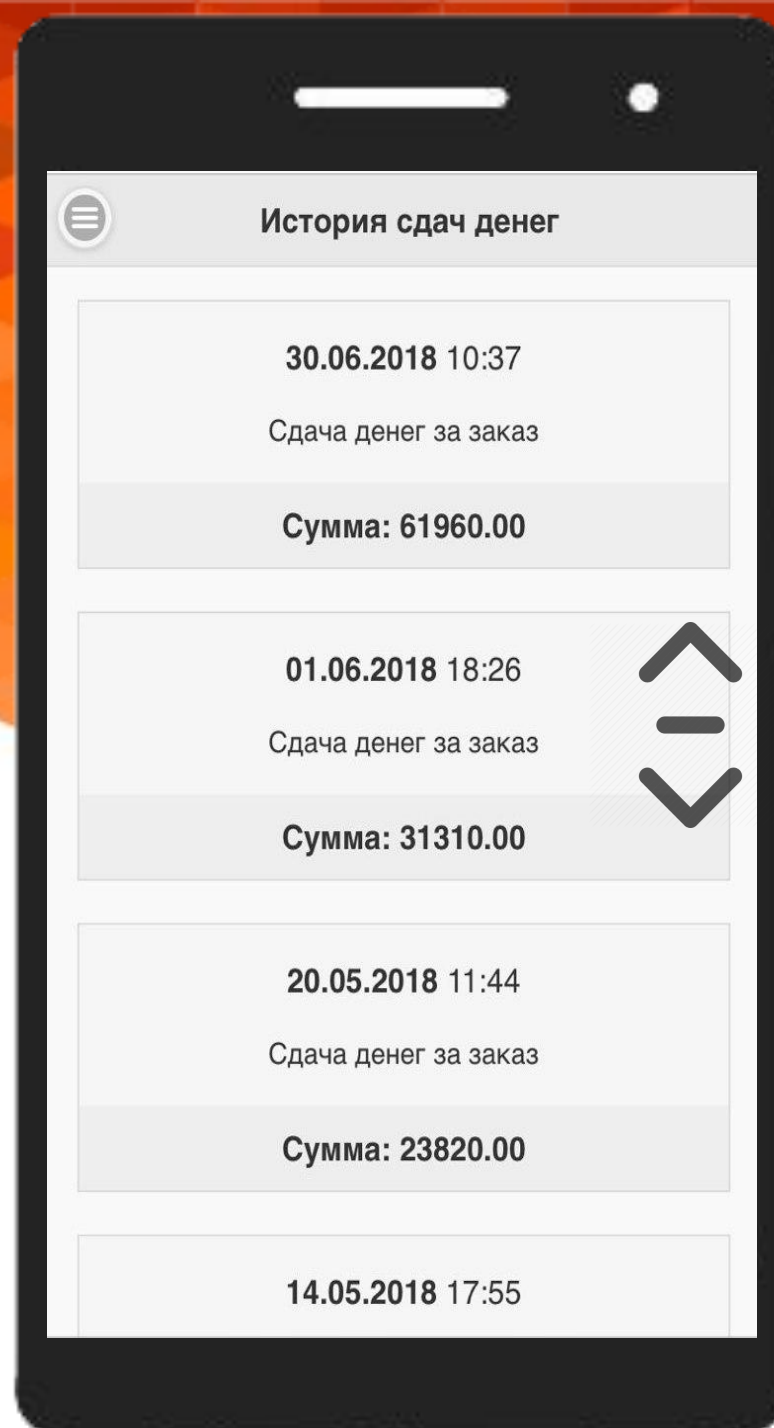 История сдач денег
30.06.2018 10:37
Сдача денег за заказ
Сумма: 61960.00
01.06.2018 18:26
Сдача денег за заказ
Сумма: 31310.00
20.05.2018 11:44
Сдача денег за заказ
Сумма: 23820.00
14.05.2018 17:55